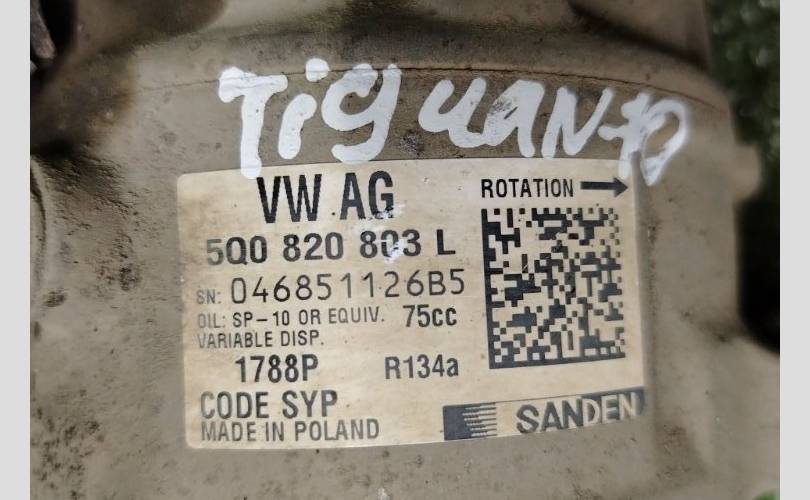 TiguaN-10
VW AG
ROTATION
5Q0 820 803 L
SN: 046851126B5
OIL: SP-10 OR EQUIV. 75cc
VARIABLE DISP.
1788P R134a
CODE SYP
MADE IN POLAND
SANDEN